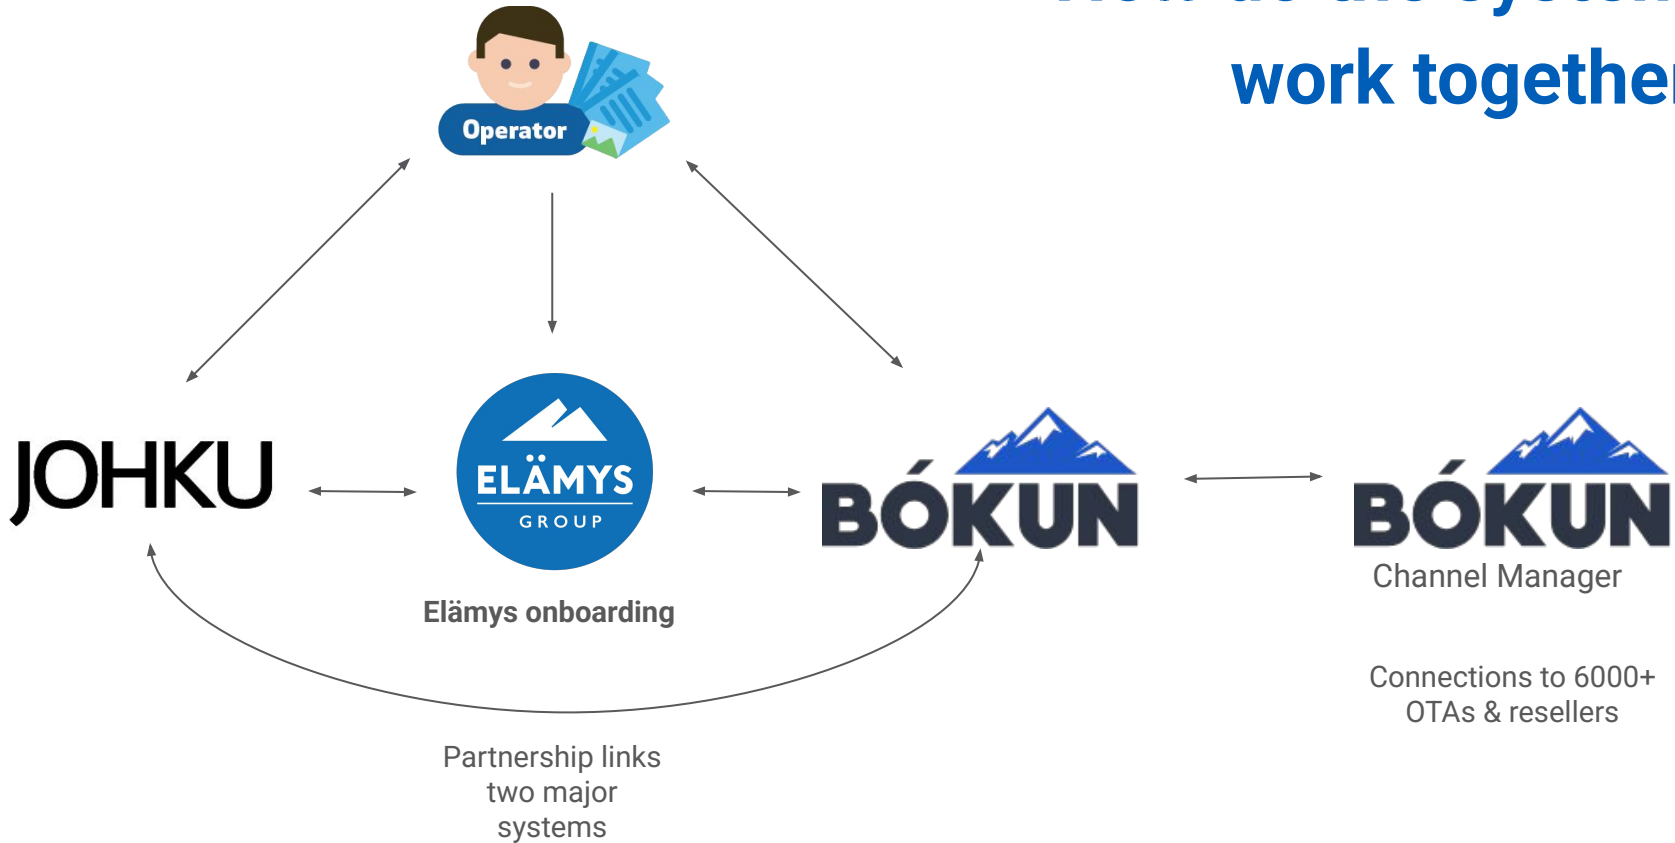 work together
Operator
JOHKU
ELÄMYS
GROUP
BÓKUN
BÓKUN
Channel Manager
Elämys onboarding
Connections to 6000+
OTAs & resellers
Partnership links
two major
systems